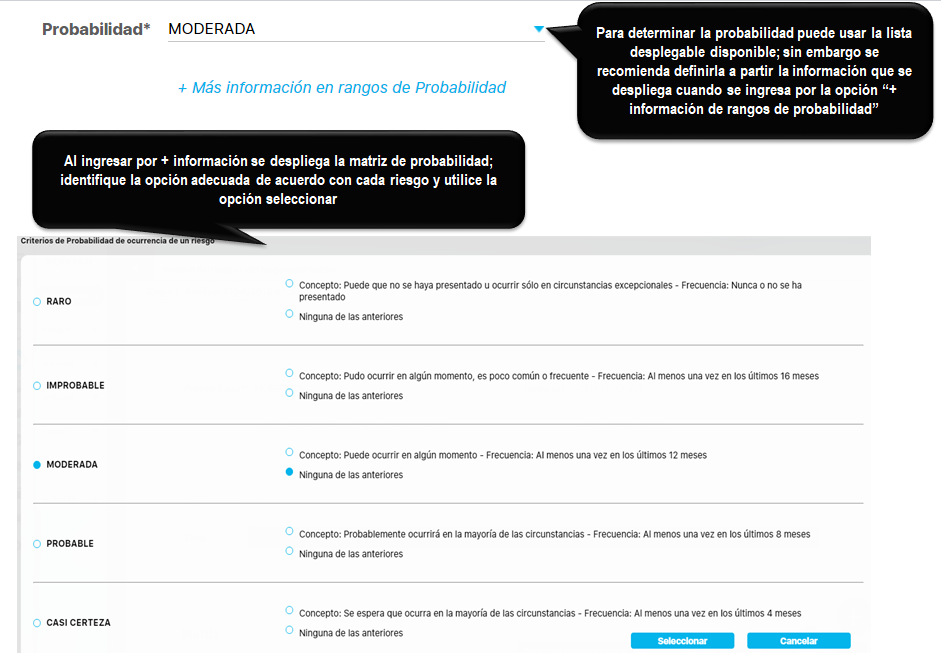 Probabilidad* MODERADA
Para determinar la probabilidad puede usar la lista
desplegable disponible; sin embargo se
recomienda definirla a partir la información que se
despliega cuando se ingresa por la opción “+
información de rangos de probabilidad”
+ Más información en rangos de Probabilidad
Al ingresar por + información se despliega la matriz de probabilidad;
identifique la opción adecuada de acuerdo con cada riesgo y utilice la
opción seleccionar
Criterios de Probabilidad de ocurrencia de un riesgo
RARO
Concepto: Puede que no se haya presentado u ocurrir sólo en circunstancias excepcionales - Frecuencia: Nunca o no se ha
presentado
Ninguna de las anteriores
IMPROBABLE
Concepto: Pudo ocurrir en algún momento, es poco común o frecuente - Frecuencia: Al menos una vez en los últimos 16 meses
Ninguna de las anteriores
MODERADA
Concepto: Puede ocurrir en algún momento - Frecuencia: Al menos una vez en los últimos 12 meses
Ninguna de las anteriores
PROBABLE
Concepto: Probablemente ocurrirá en la mayoría de las circunstancias - Frecuencia: Al menos una vez en los últimos 8 meses
Ninguna de las anteriores
CASI CERTEZA
Concepto: Se espera que ocurra en la mayoría de las circunstancias - Frecuencia: Al menos una vez en los últimos 4 meses
Ninguna de las anteriores
Seleccionar Cancelar